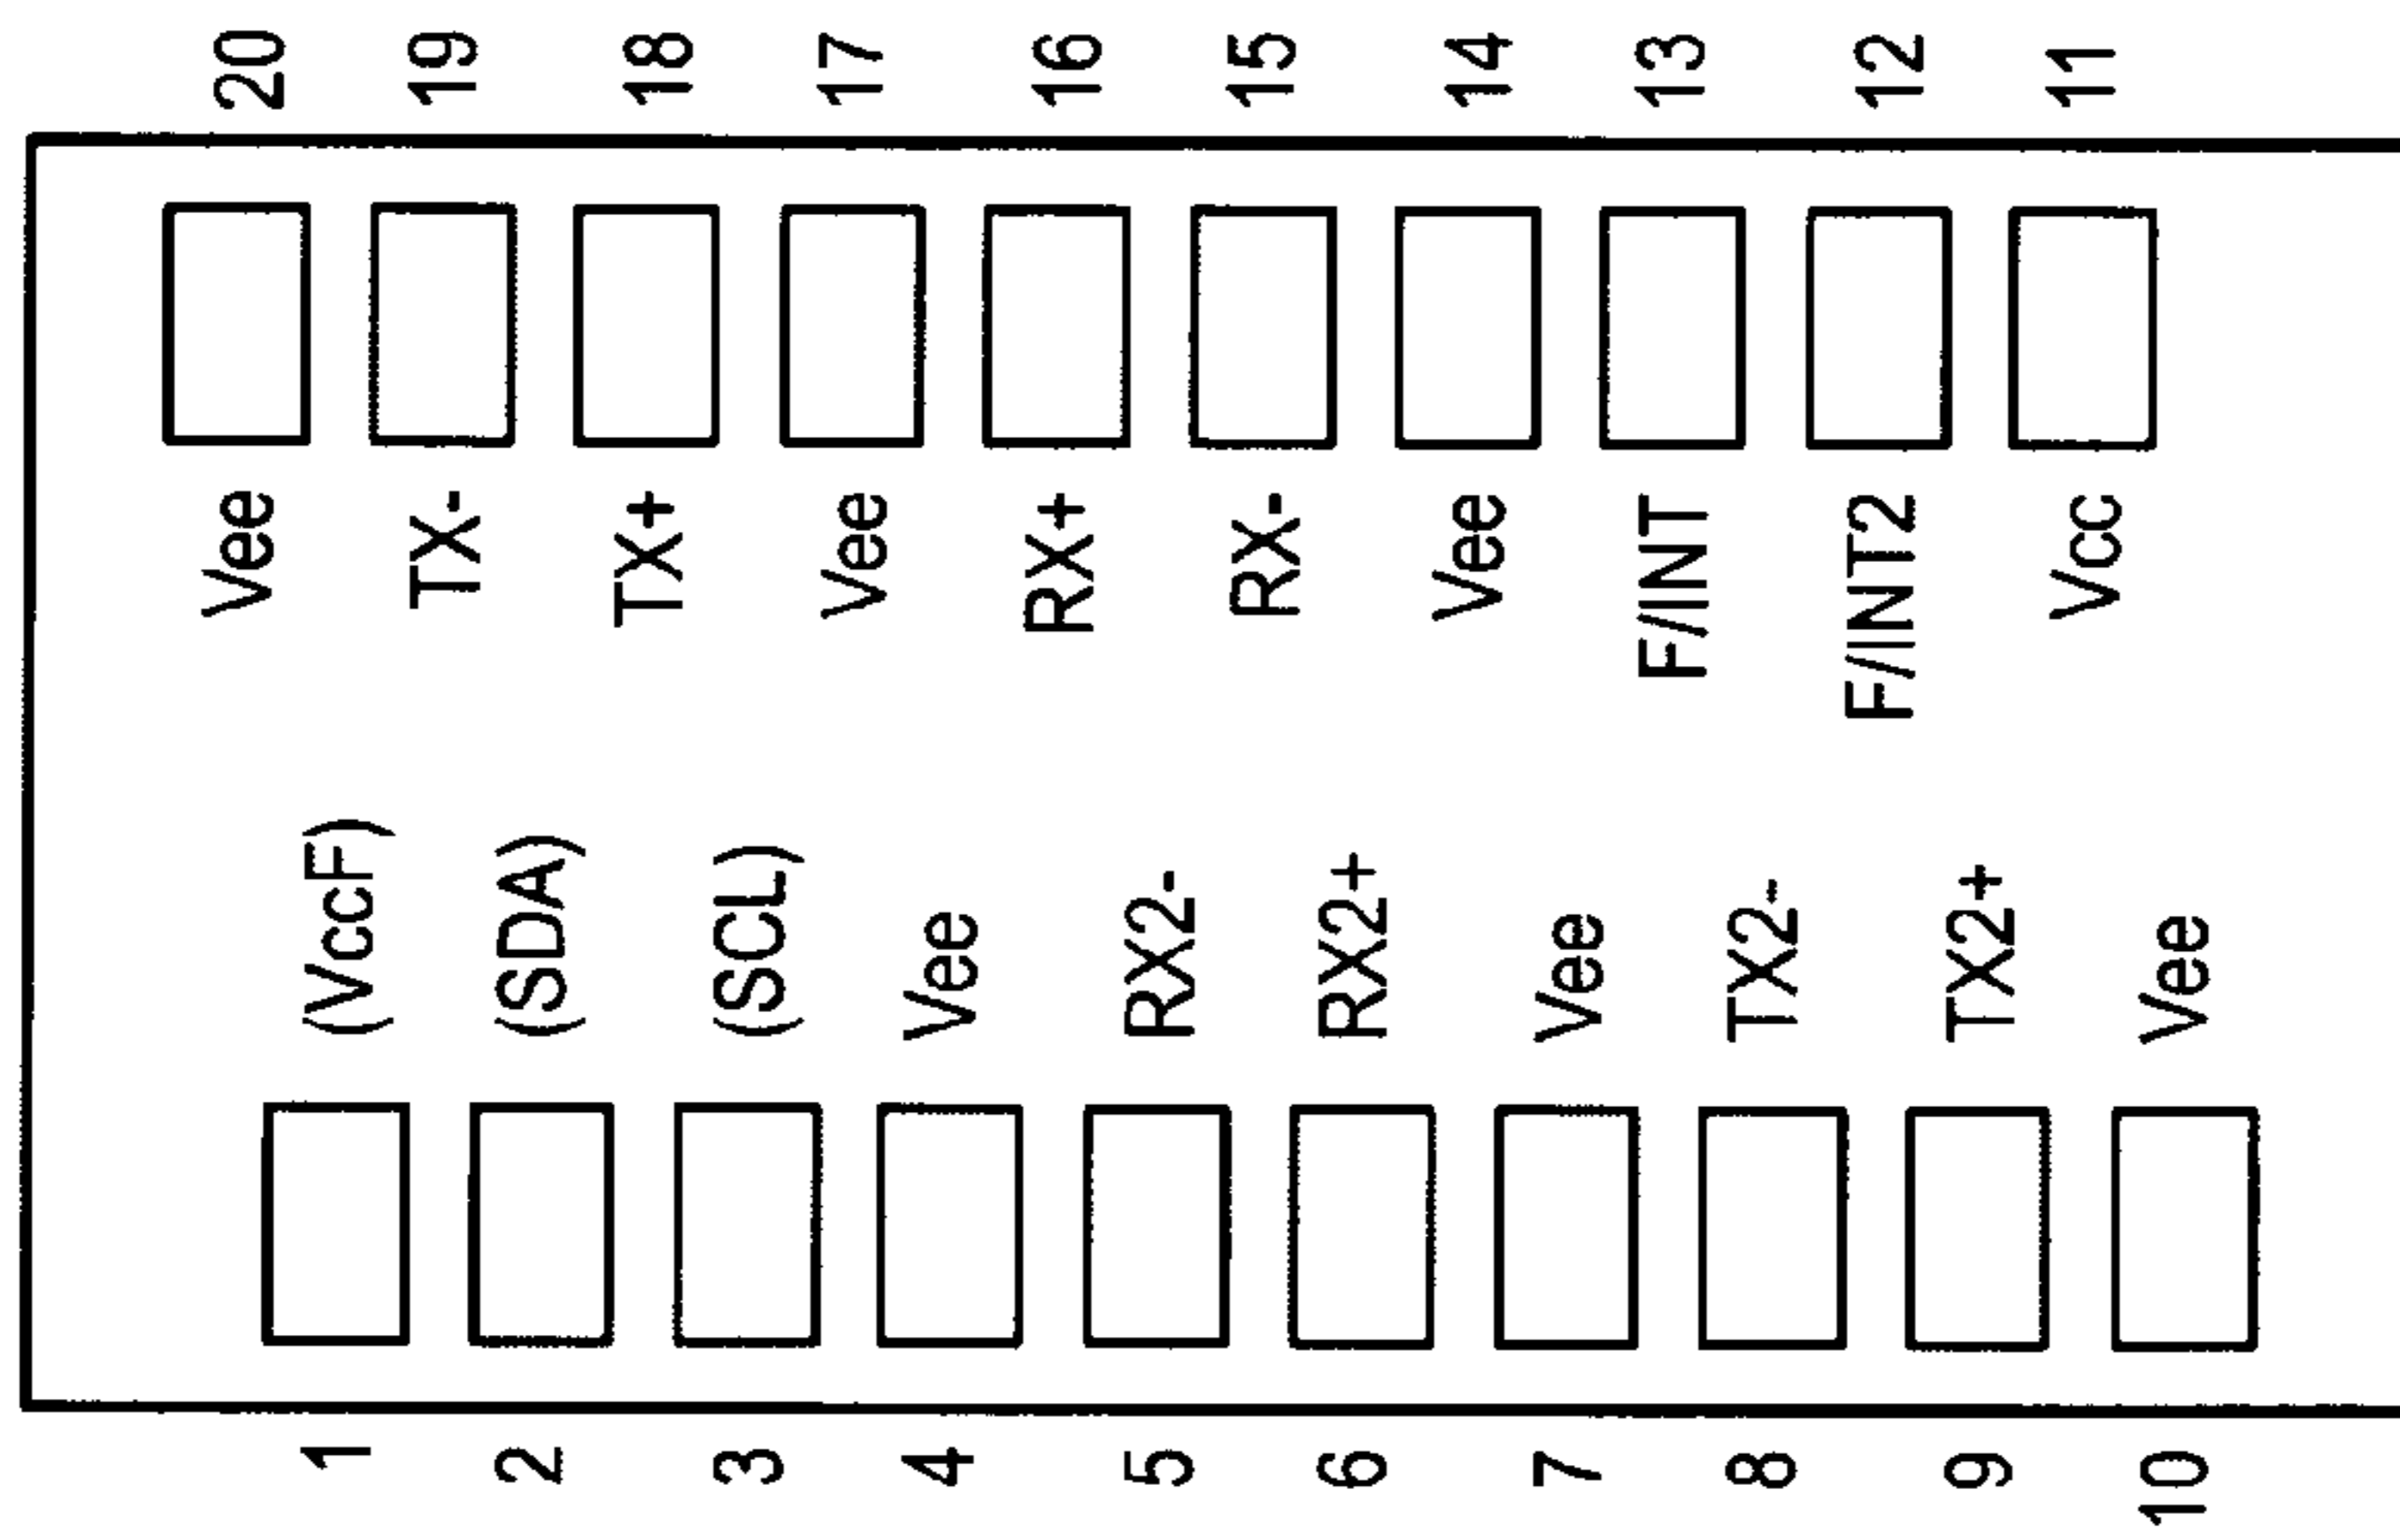 20 19 18 17 16 15 14 13 12 11
Vee TX- TX+ Vee RX+ RX- Vee F/INT F/INT2 Vcc
(VccF) (SDA) (SCL) Vee RX2- RX2+ Vee TX2- TX2+ Vee
1 2 3 4 5 6 7 8 9 10